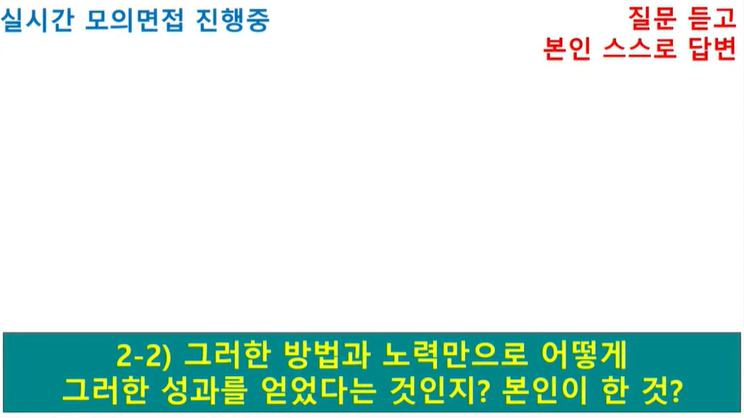 실시간 모의면접 진행중
질문 듣고
본인 스스로 답변
2-2) 그러한 방법과 노력만으로 어떻게
그러한 성과를 얻었다는 것인지? 본인이 한 것?